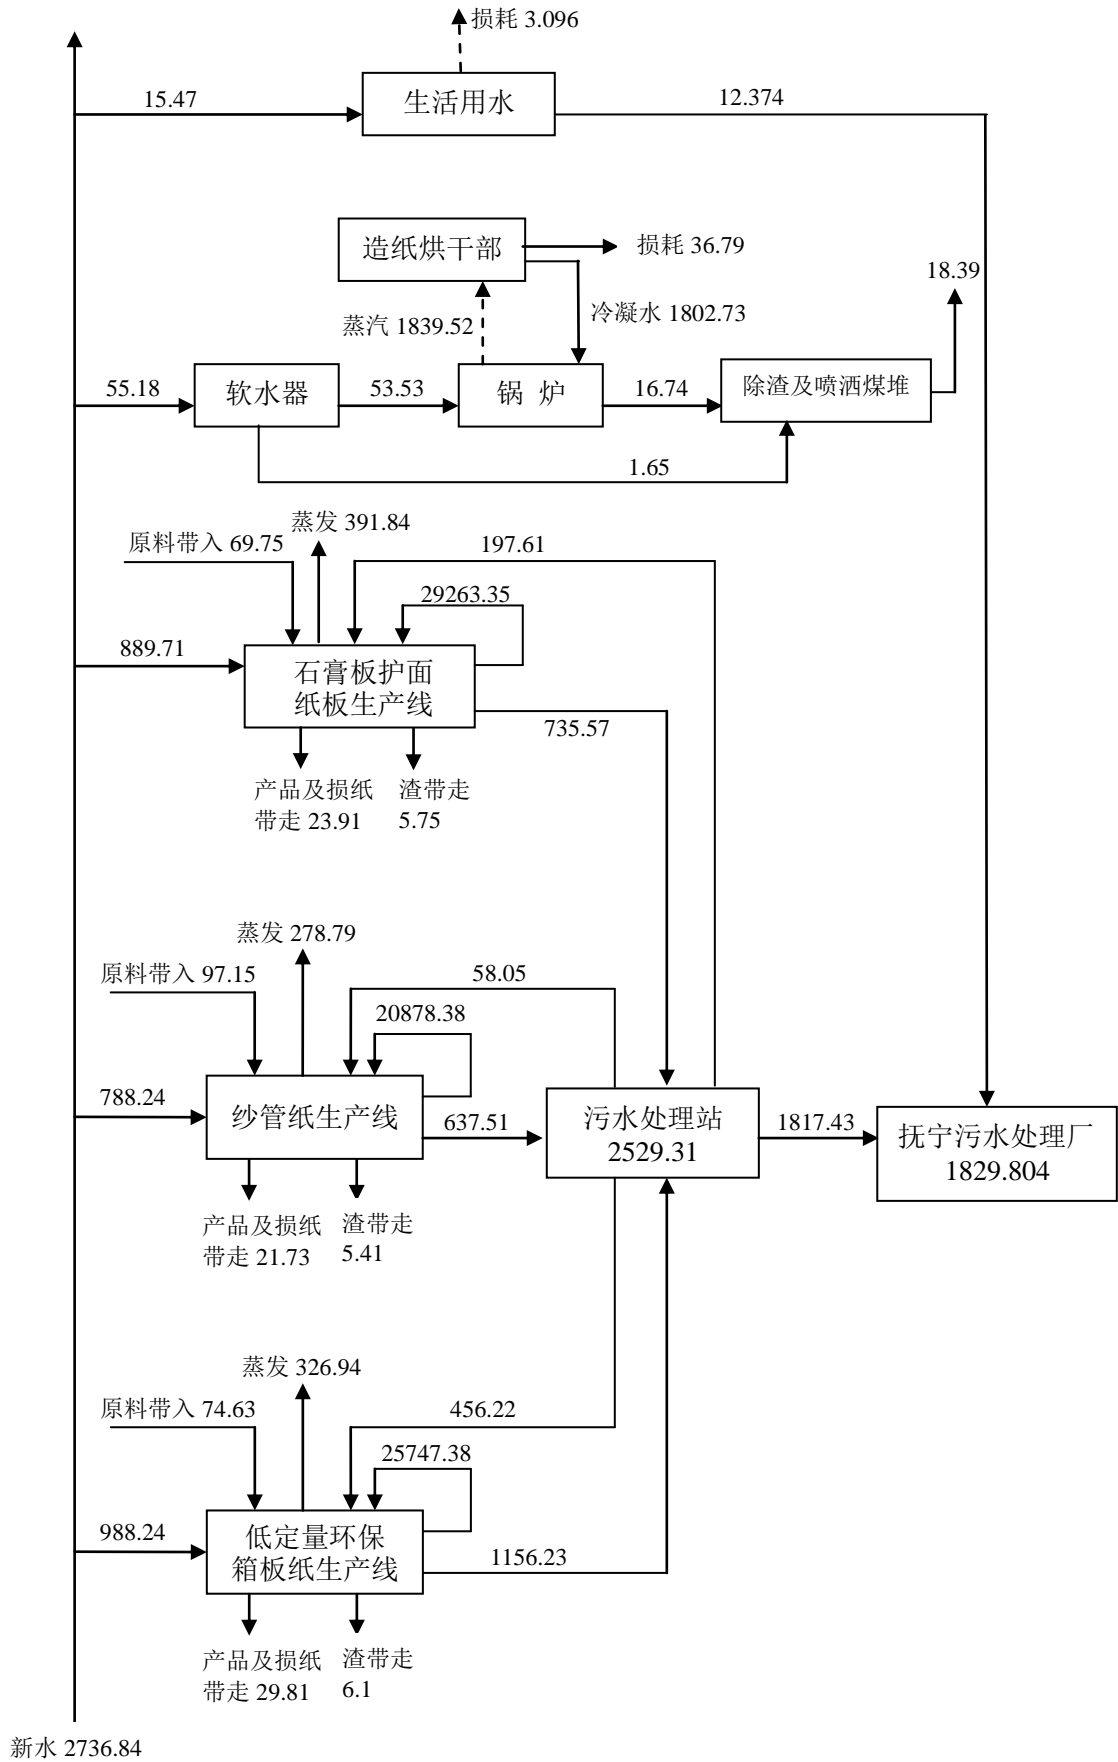 损耗 3.096
15.47
生活用水
12.374
造纸烘干部
损耗 36.79
18.39
蒸汽 1839.52
冷凝水 1802.73
55.18
软水器
53.53
锅 炉
16.74
除渣及喷洒煤堆
1.65
蒸发 391.84
原料带入 69.75
197.61
29263.35
889.71
石膏板护面
纸板生产线
735.57
产品及损纸
带走 23.91
渣带走
5.75
蒸发 278.79
原料带入 97.15
58.05
20878.38
788.24
纱管纸生产线
637.51
污水处理站
2529.31
1817.43
抚宁污水处理厂
1829.804
产品及损纸
带走 21.73
渣带走
5.41
蒸发 326.94
原料带入 74.63
456.22
25747.38
988.24
低定量环保
箱板纸生产线
1156.23
产品及损纸
带走 29.81
渣带走
6.1
新水 2736.84